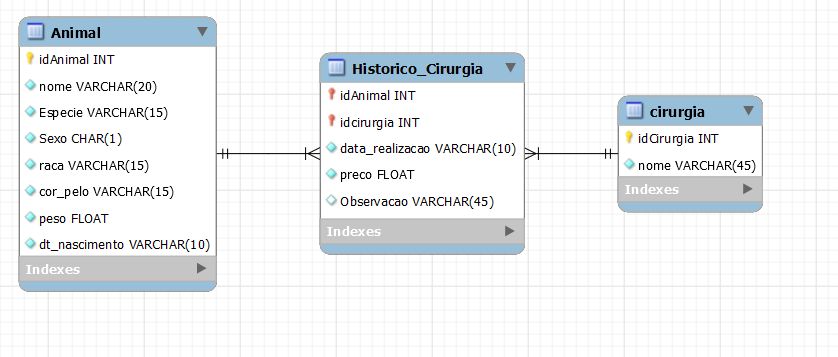 Animal
idAnimal INT
nome VARCHAR(20)
Especie VARCHAR(15)
Sexo CHAR(1)
raca VARCHAR(15)
cor_pelo VARCHAR(15)
peso FLOAT
dt_nascimento VARCHAR(10)
Indexes
Historico_Cirurgia
idAnimal INT
idcirurgia INT
data_realizacao VARCHAR(10)
preco FLOAT
Observacao VARCHAR(45)
Indexes
cirurgia
idCirurgia INT
nome VARCHAR(45)
Indexes